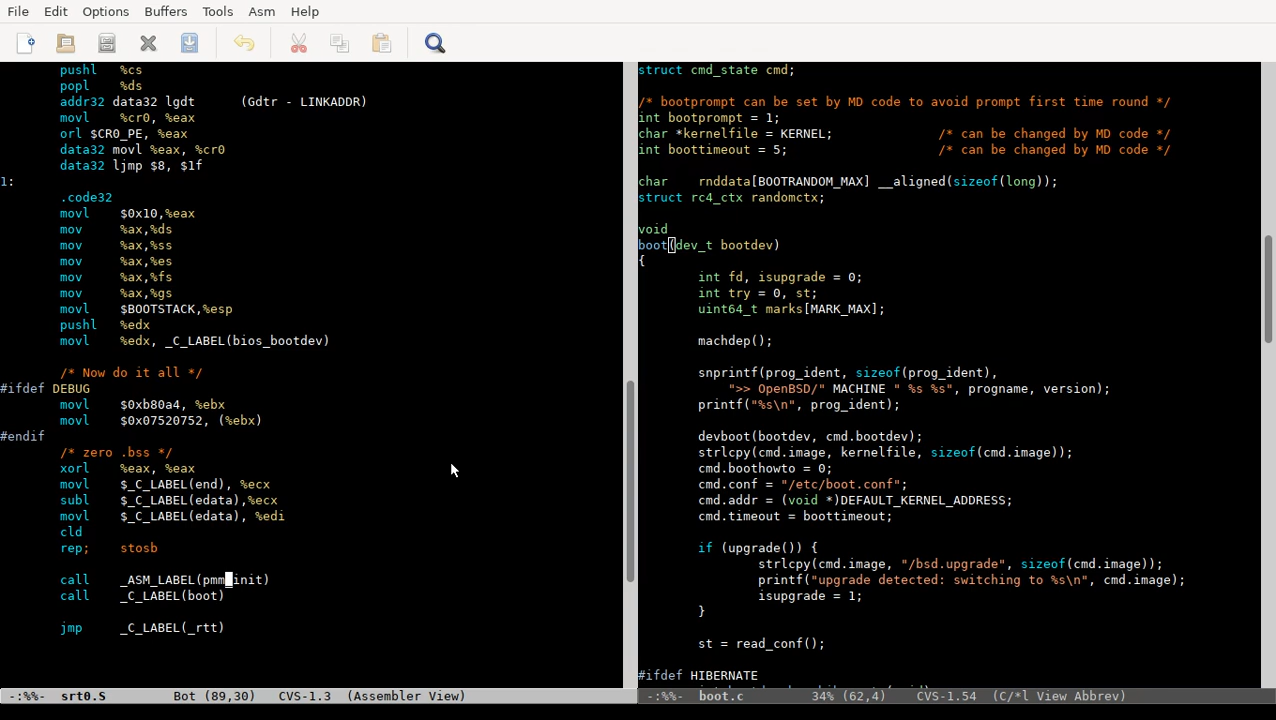 File Edit Options Buffers Tools Asm Help
pushl %cs
popl %ds
addr32 data32 lgdt (Gdtr - LINKADDR)
movl %cr0, %eax
orl $CR0_PE, %eax
data32 movl %eax, %cr0
data32 ljmp $8, $1f
1:
.code32
movl $0x10,%eax
mov %ax,%ds
mov %ax,%ss
mov %ax,%es
mov %ax,%fs
mov %ax,%gs
movl $BOOTSTACK,%esp
pushl %edx
movl %edx, _C_LABEL(bios_bootdev)
/* Now do it all */
#ifdef DEBUG
movl $0xb80a4, %ebx
movl $0x07520752, (%ebx)
#endif
/* zero .bss */
xorl %eax, %eax
movl $_C_LABEL(end), %ecx
subl $_C_LABEL(edata),%ecx
movl $_C_LABEL(edata), %edi
cld
rep; stosb
call _ASM_LABEL(pmm_init)
call _C_LABEL(boot)
jmp _C_LABEL(_rtt)
-:%%- srt0.S Bot (89,30) CVS-1.3 (Assembler View)
struct cmd_state cmd;
/* bootprompt can be set by MD code to avoid prompt first time round */
int bootprompt = 1;
char *kernelfile = KERNEL; /* can be changed by MD code */
int boottimeout = 5; /* can be changed by MD code */
char rnddata[BOOTRANDOM_MAX] __aligned(sizeof(long));
struct rc4_ctx randomctx;
void
boot(dev_t bootdev)
{
int fd, isupgrade = 0;
int try = 0, st;
uint64_t marks[MARK_MAX];
machdep();
snprintf(prog_ident, sizeof(prog_ident),
">> OpenBSD/" MACHINE " %s %s", progname, version);
printf("%s\n", prog_ident);
devboot(bootdev, cmd.bootdev);
strlcpy(cmd.image, kernelfile, sizeof(cmd.image));
cmd.boothowto = 0;
cmd.conf = "/etc/boot.conf";
cmd.addr = (void *)DEFAULT_KERNEL_ADDRESS;
cmd.timeout = boottimeout;
if (upgrade()) {
strlcpy(cmd.image, "/bsd.upgrade", sizeof(cmd.image));
printf("upgrade detected: switching to %s\n", cmd.image);
isupgrade = 1;
}
st = read_conf();
#ifdef HIBERNATE
-:%%- boot.c 34% (62,4) CVS-1.54 (C/*l View Abbrev)